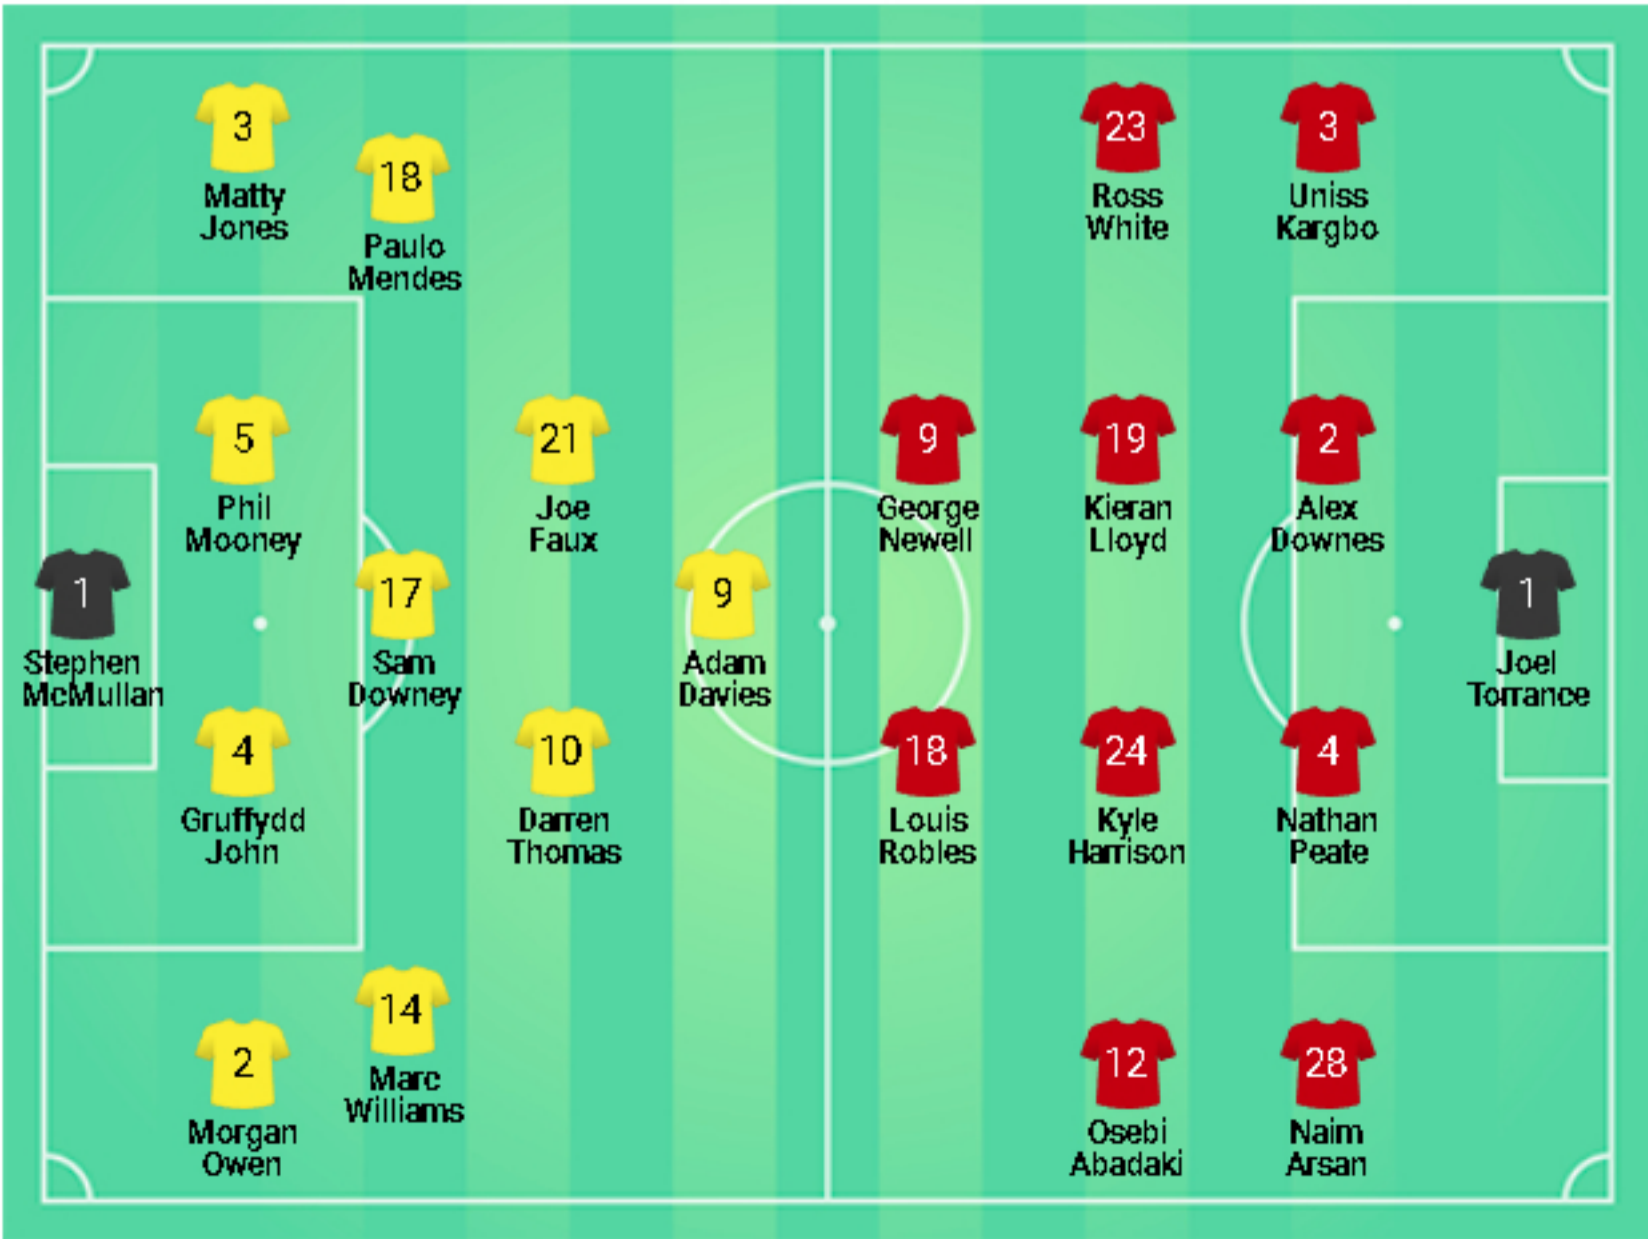 3
Matty
Jones
18
Paulo
Mendes
5
Phil
Mooney
21
Joe
Faux
1
Stephen
McMullan
17
Sam
Downey
9
Adam
Davies
4
Gruffydd
John
10
Darren
Thomas
2
Morgan
Owen
14
Marc
Williams
23
Ross
White
3
Uniss
Kargbo
9
George
Newell
19
Kieran
Lloyd
2
Alex
Downes
1
Joel
Torrance
18
Louis
Robles
24
Kyle
Harrison
4
Nathan
Peate
12
Osebi
Abadaki
28
Naim
Arsan